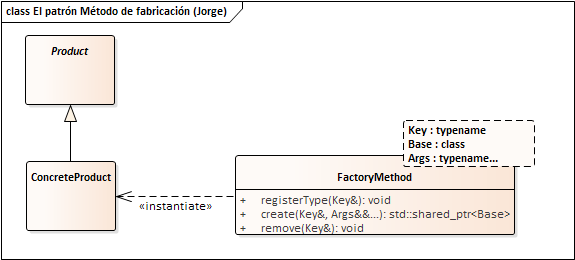 class El patrón Método de fabricación (Jorge)
Product
Key : typename
Base : class
Args : typename...
ConcreteProduct
FactoryMethod
«instantiate»
+ registerType(Key&): void
+ create(Key&, Args&&...): std::shared_ptr<Base>
+ remove(Key&): void